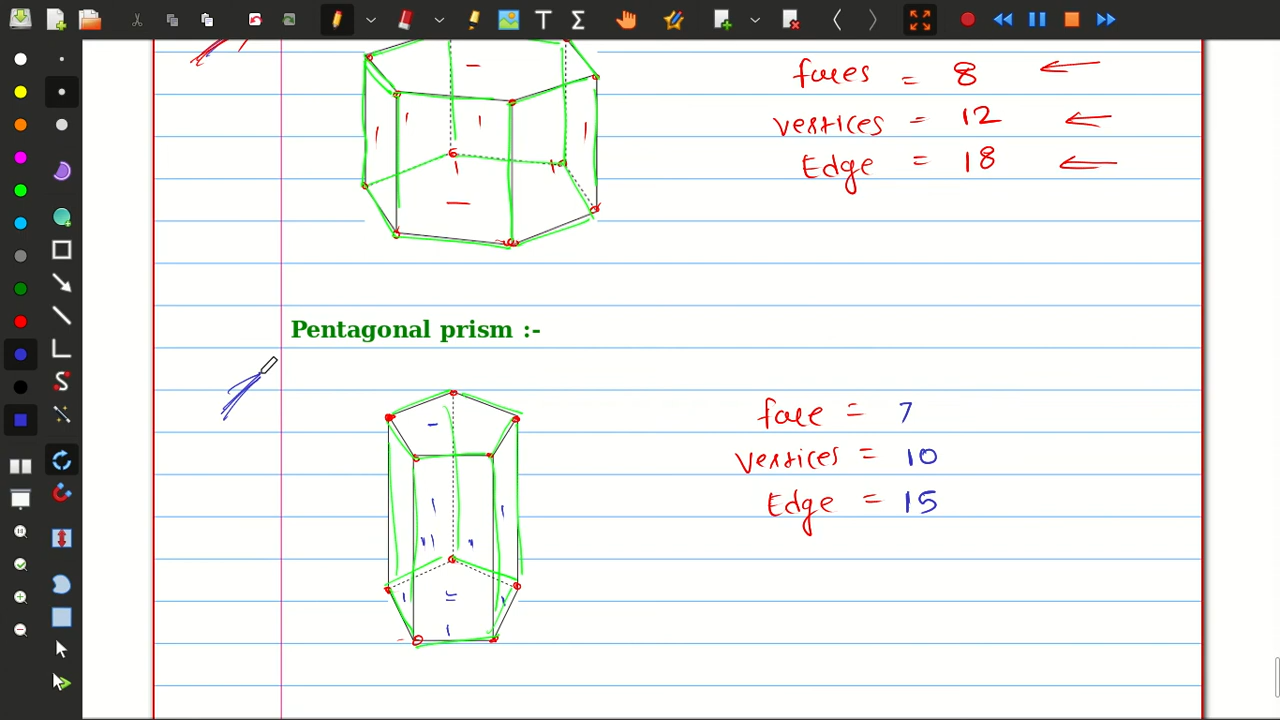 faces = 8 ←
vertices = 12 ←
Edge = 18 ←
Pentagonal prism :-
face = 7
vertices = 10
Edge = 15